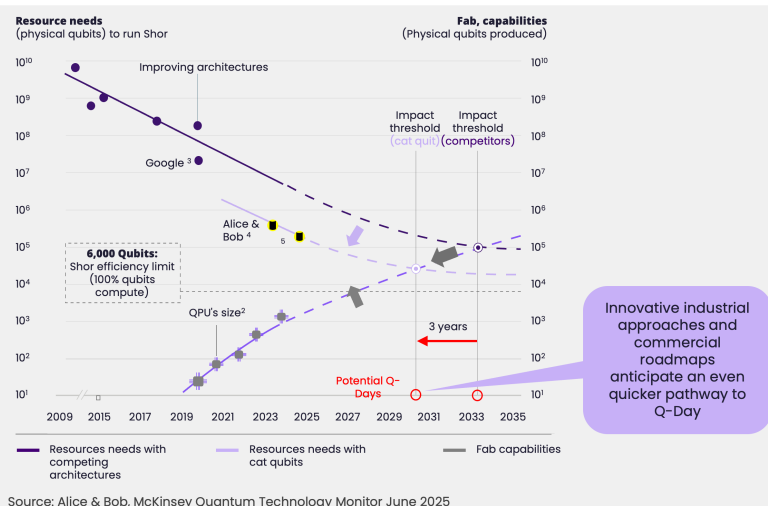 Resource needs
(physical qubits) to run Shor
Fab, capabilities
(Physical qubits produced)
10¹⁰
10⁹
10⁸
10⁷
10⁶
10⁵
10⁴
10³
10²
10¹
Improving architectures
Google ³
Alice &
Bob ⁴
5
6,000 Qubits:
Shor efficiency limit
(100% qubits
compute)
QPU's size²
Impact
threshold
(cat quit)
Impact
threshold
(competitors)
3 years
Potential Q-
Days
10¹⁰
10⁹
10⁸
10⁷
10⁶
10⁵
10⁴
10³
10²
10¹
2009 2015 2017 2019 2021 2023 2025 2027 2029 2031 2033 2035
Innovative industrial
approaches and
commercial
roadmaps
anticipate an even
quicker pathway to
Q-Day
Resources needs with
competing
architectures
Resources needs with
cat qubits
Fab capabilities
Source: Alice & Bob, McKinsey Quantum Technology Monitor June 2025